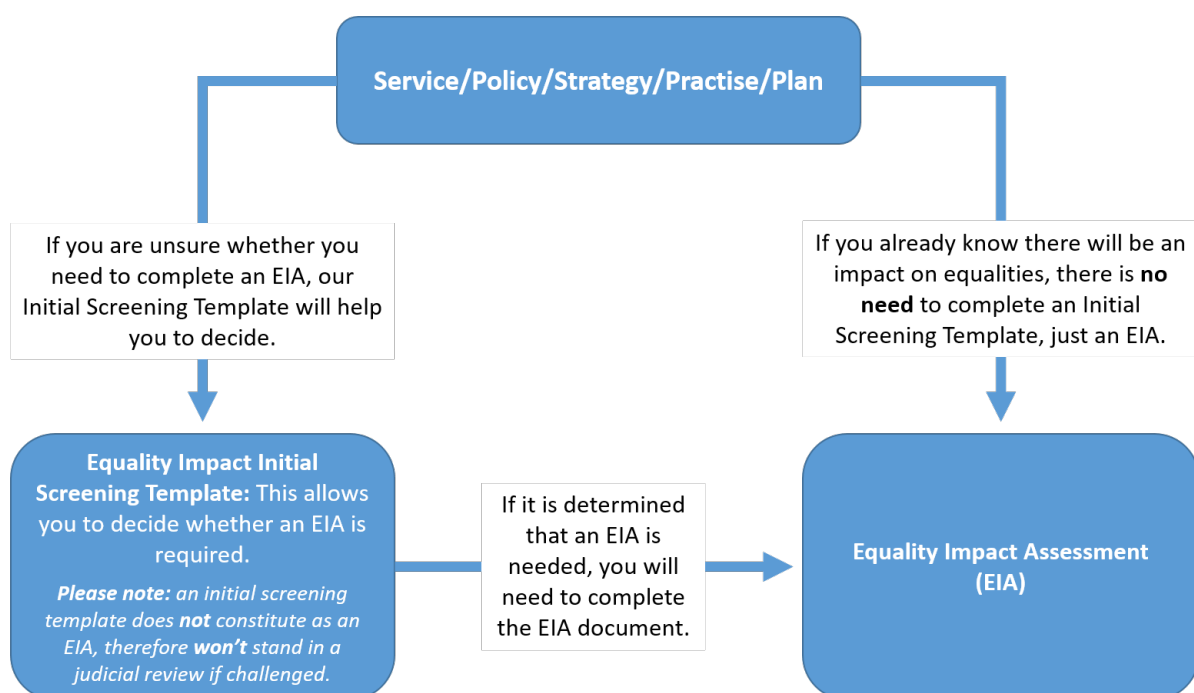 Service/Policy/Strategy/Practise/Plan
If you are unsure whether you
need to complete an EIA, our
Initial Screening Template will help
you to decide.
If you already know there will be an
impact on equalities, there is no
need to complete an Initial
Screening Template, just an EIA.
Equality Impact Initial
Screening Template: This allows
you to decide whether an EIA is
required.
Please note: an initial screening
template does not constitute as an
EIA, therefore won't stand in a
judicial review if challenged.
If it is determined
that an EIA is
needed, you will
need to complete
the EIA document.
Equality Impact Assessment
(EIA)